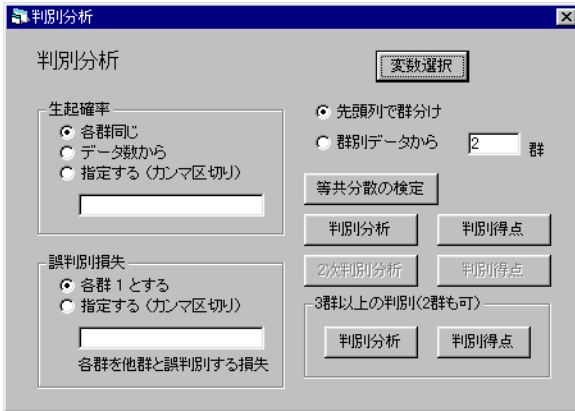 判別分析
判別分析
変数選択
生起確率
各群同じ
データ数から
指定する（カンマ区切り）
先頭列で群分け
群別データから 2 群
等共分散の検定
判別分析 判別得点
2次判別分析 判別得点
誤判別損失
各群 1 とする
指定する（カンマ区切り）
各群を他群と誤判別する損失
3群以上の判別(2群も可)
判別分析 判別得点